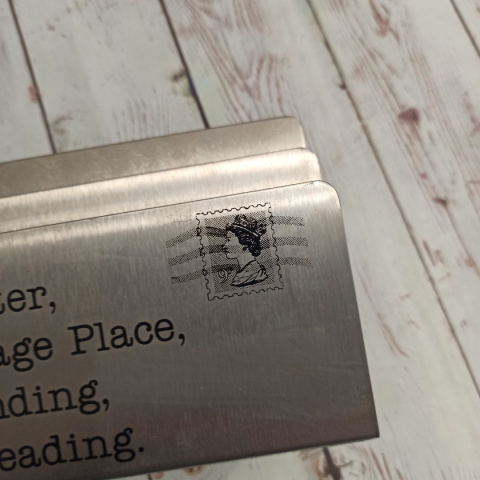 ter,
age Place,
nding,
eading.